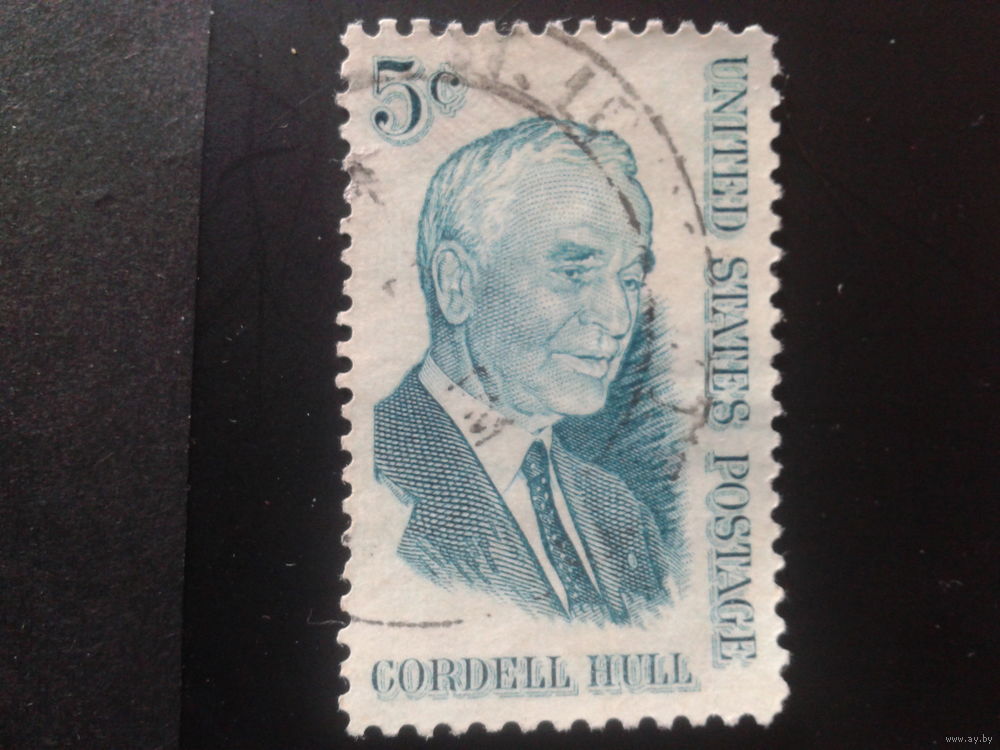 5¢
UNITED STATES POSTAGE
CORDELL HULL
www.ay.by